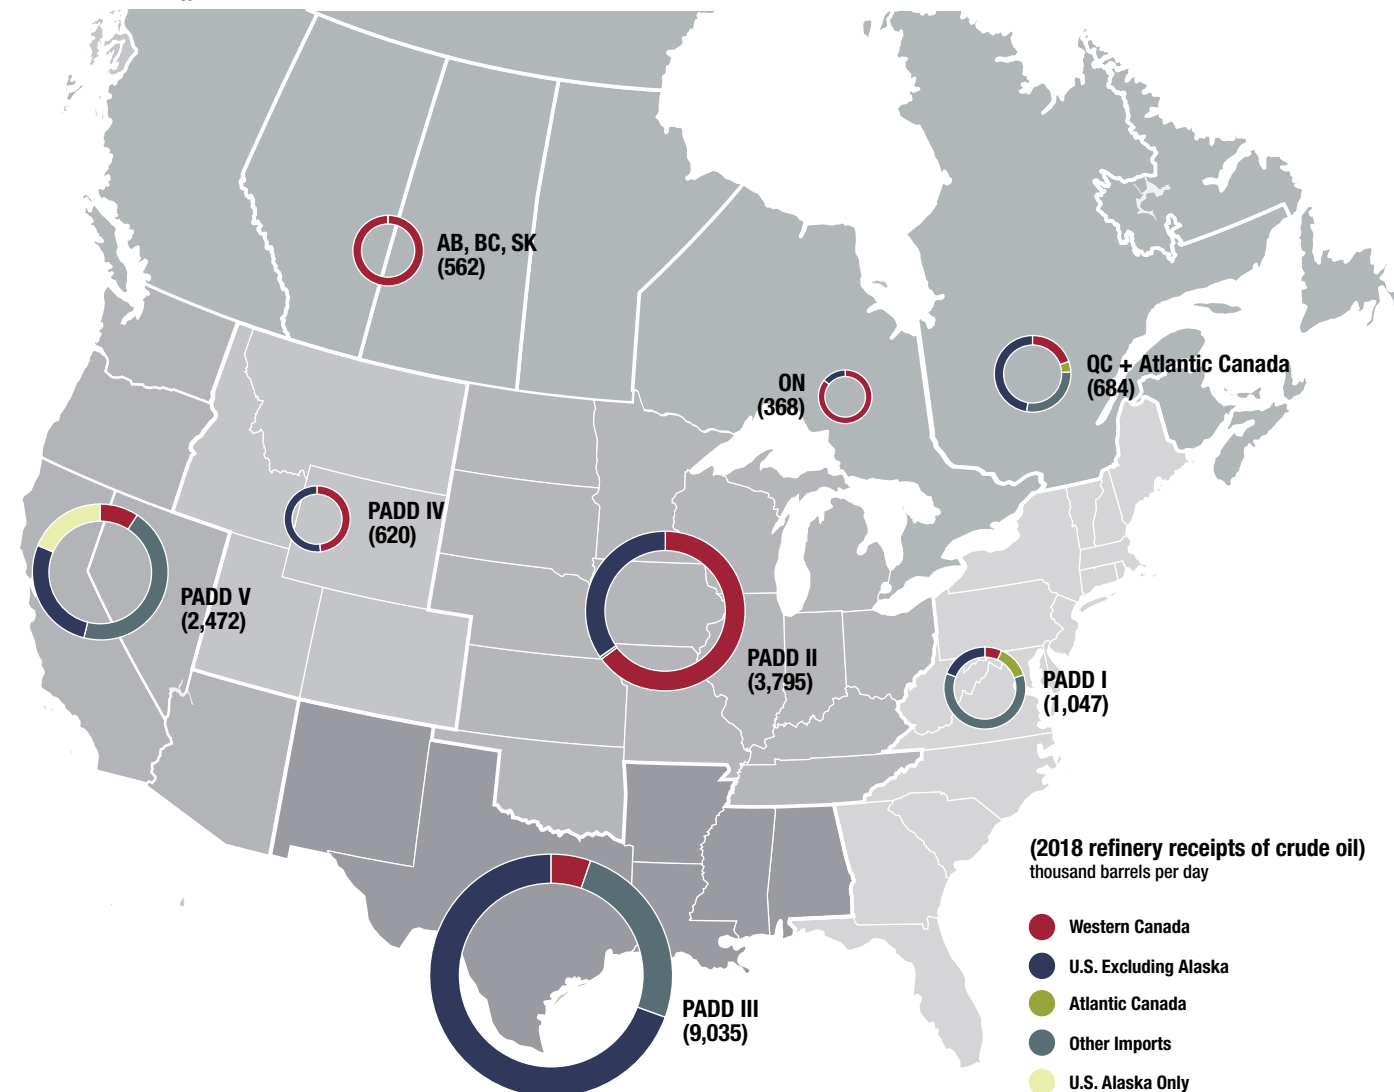 AB, BC, SK
(562)
QC + Atlantic Canada
(684)
ON
(368)
PADD IV
(620)
PADD V
(2,472)
PADD II
(3,795)
PADD I
(1,047)
PADD III
(9,035)
(2018 refinery receipts of crude oil)
thousand barrels per day
Western Canada
U.S. Excluding Alaska
Atlantic Canada
Other Imports
U.S. Alaska Only